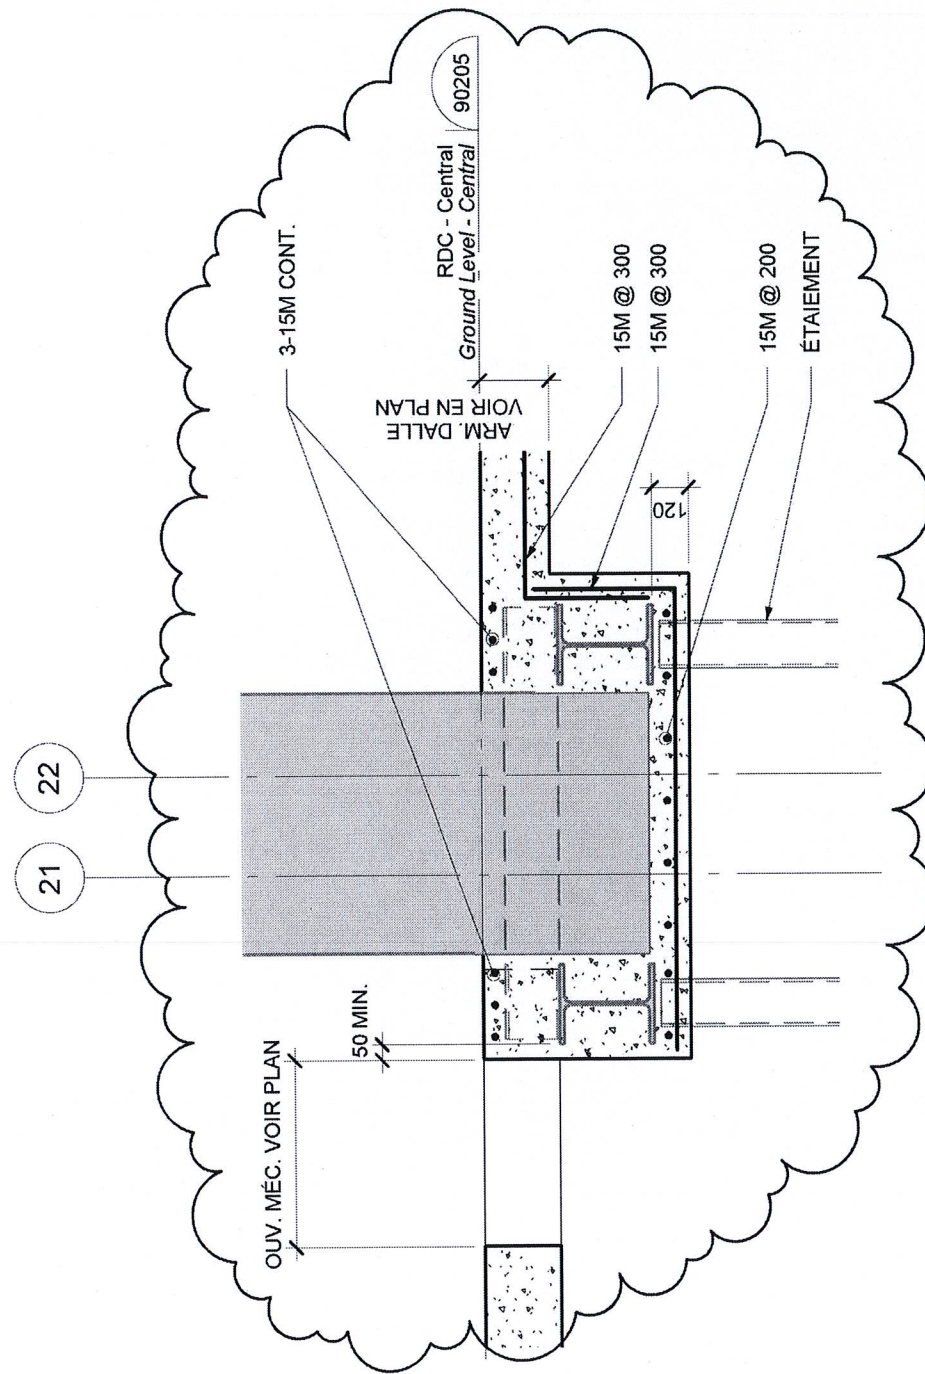 21
22
OUV. MÉC. VOIR PLAN
50 MIN.
3-15M CONT.
RDC - Central
Ground Level - Central
90205
ARM. DALLE
VOIR EN PLAN
15M @ 300
15M @ 300
120
15M @ 200
ÉTAIEMENT